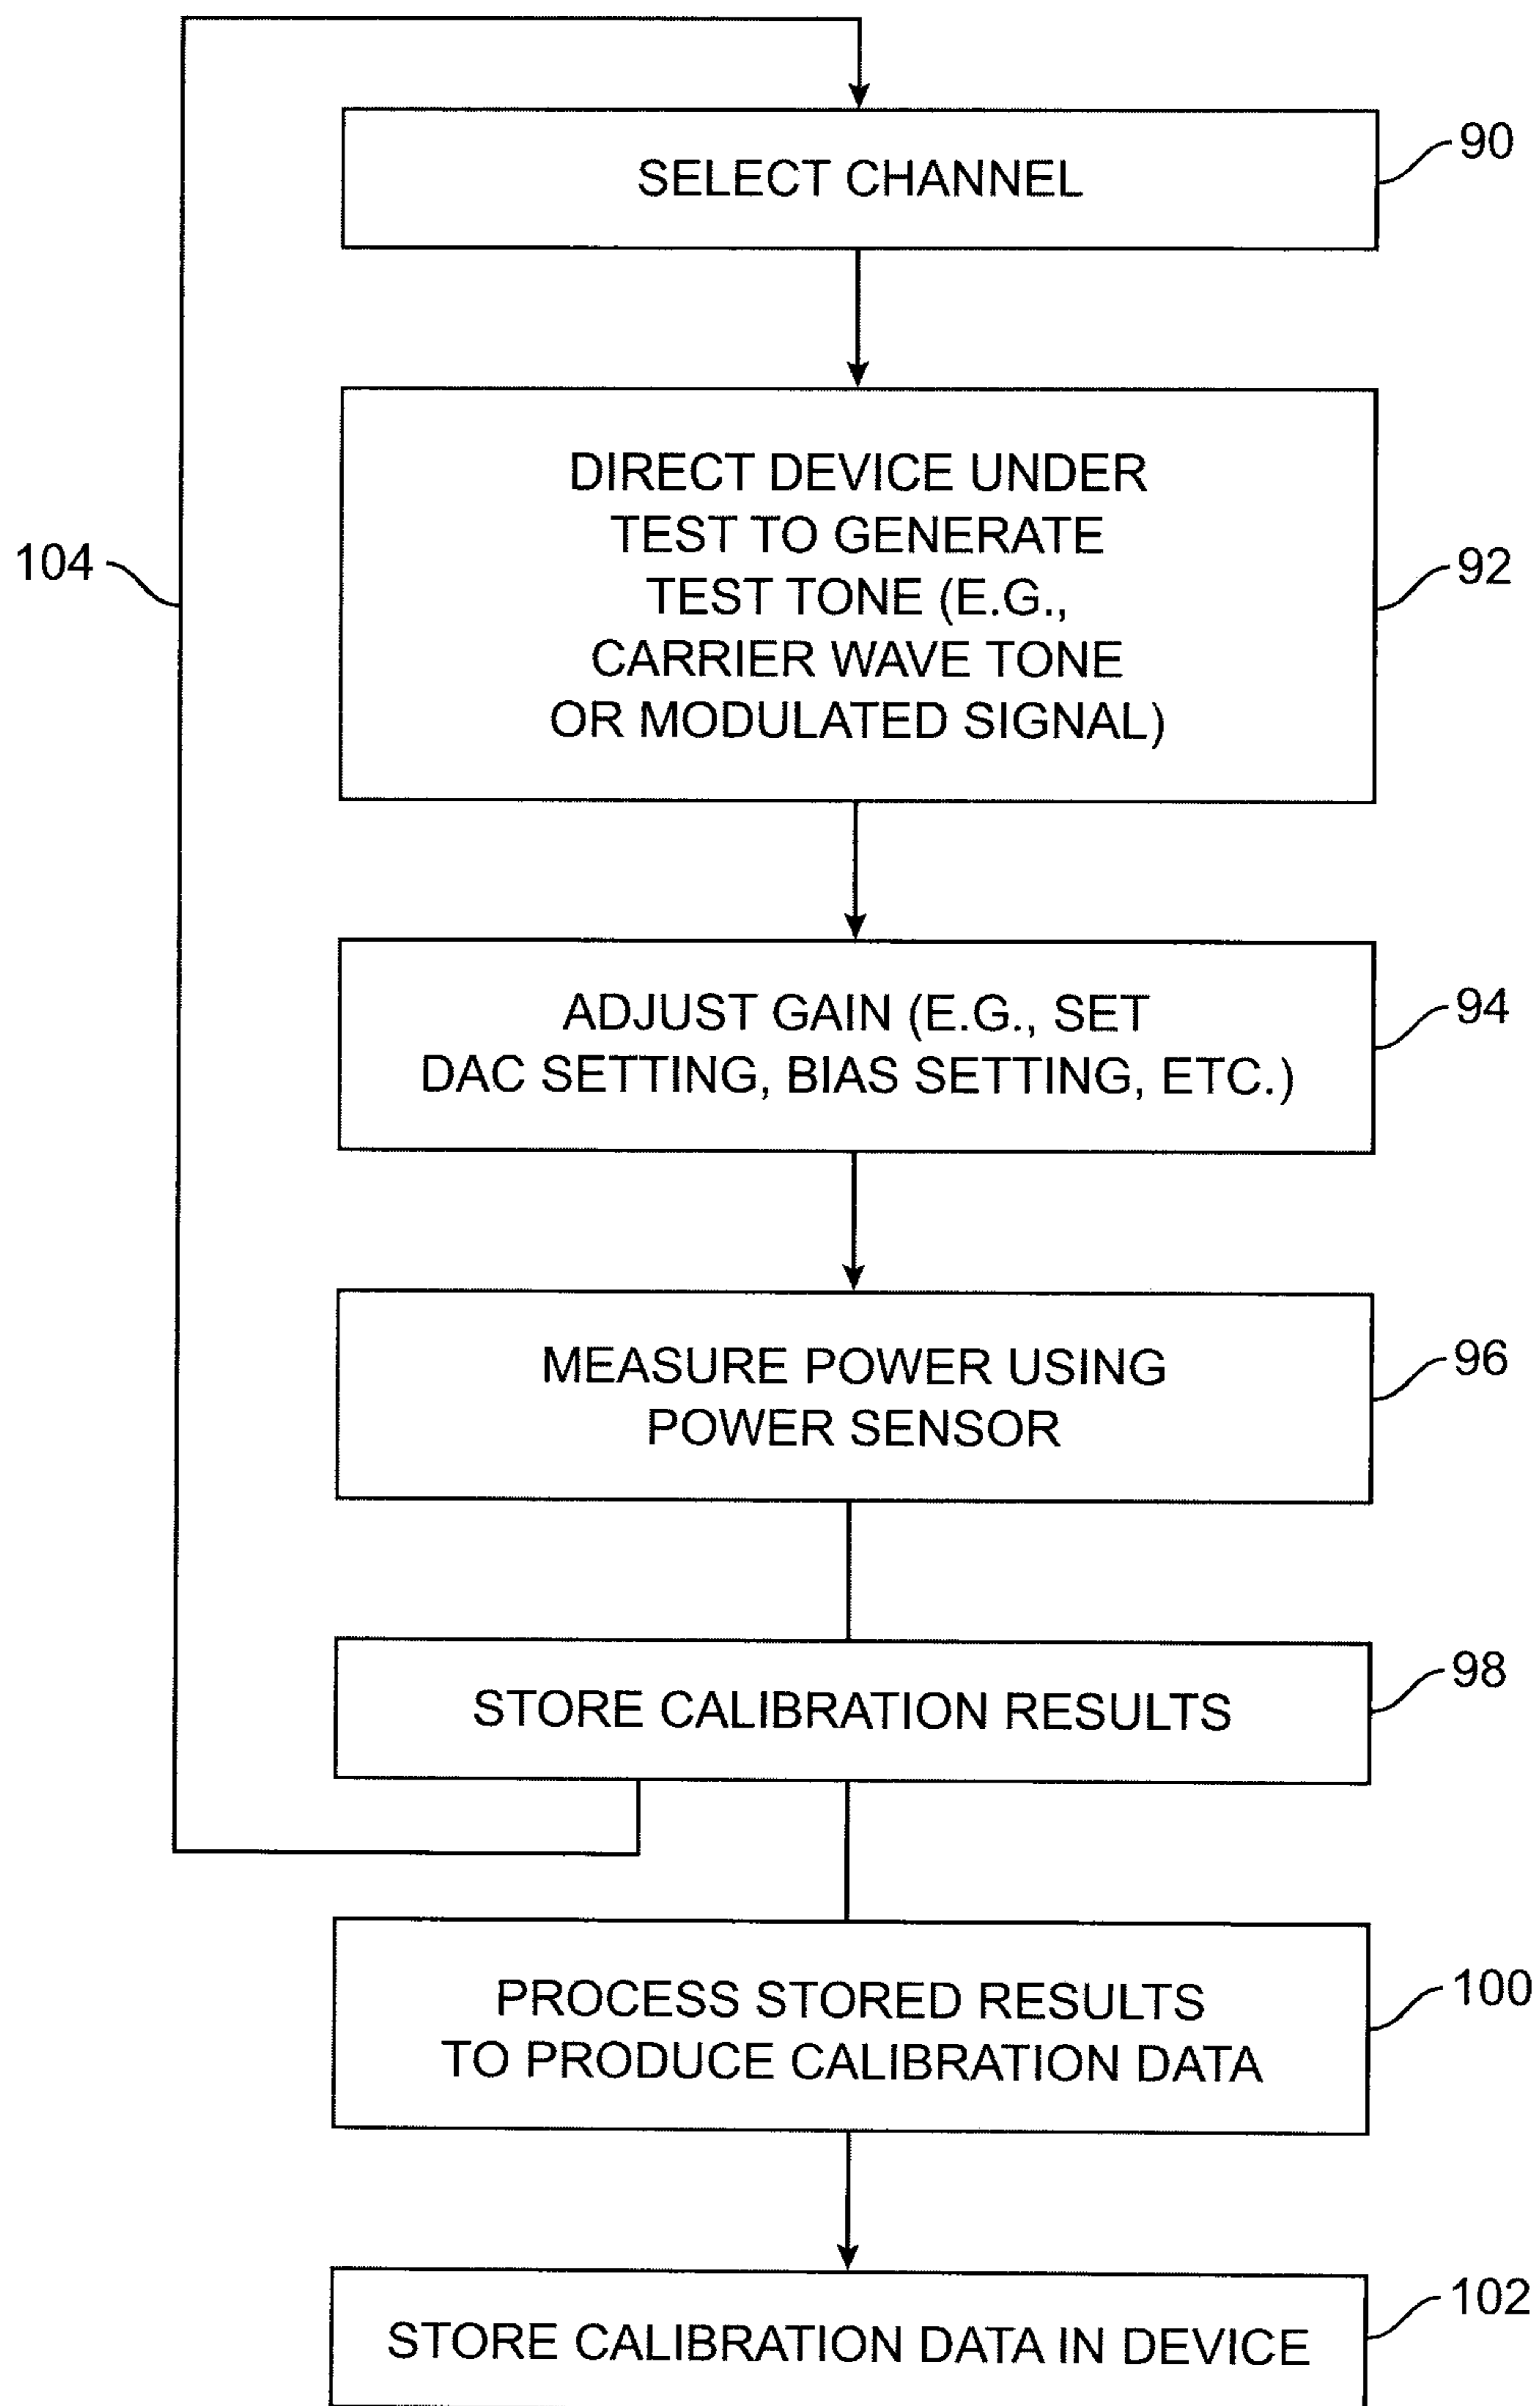 SELECT CHANNEL
90
DIRECT DEVICE UNDER
TEST TO GENERATE
TEST TONE (E.G.,
CARRIER WAVE TONE
OR MODULATED SIGNAL)
92
104
ADJUST GAIN (E.G., SET
DAC SETTING, BIAS SETTING, ETC.)
94
MEASURE POWER USING
POWER SENSOR
96
STORE CALIBRATION RESULTS
98
PROCESS STORED RESULTS
TO PRODUCE CALIBRATION DATA
100
STORE CALIBRATION DATA IN DEVICE
102